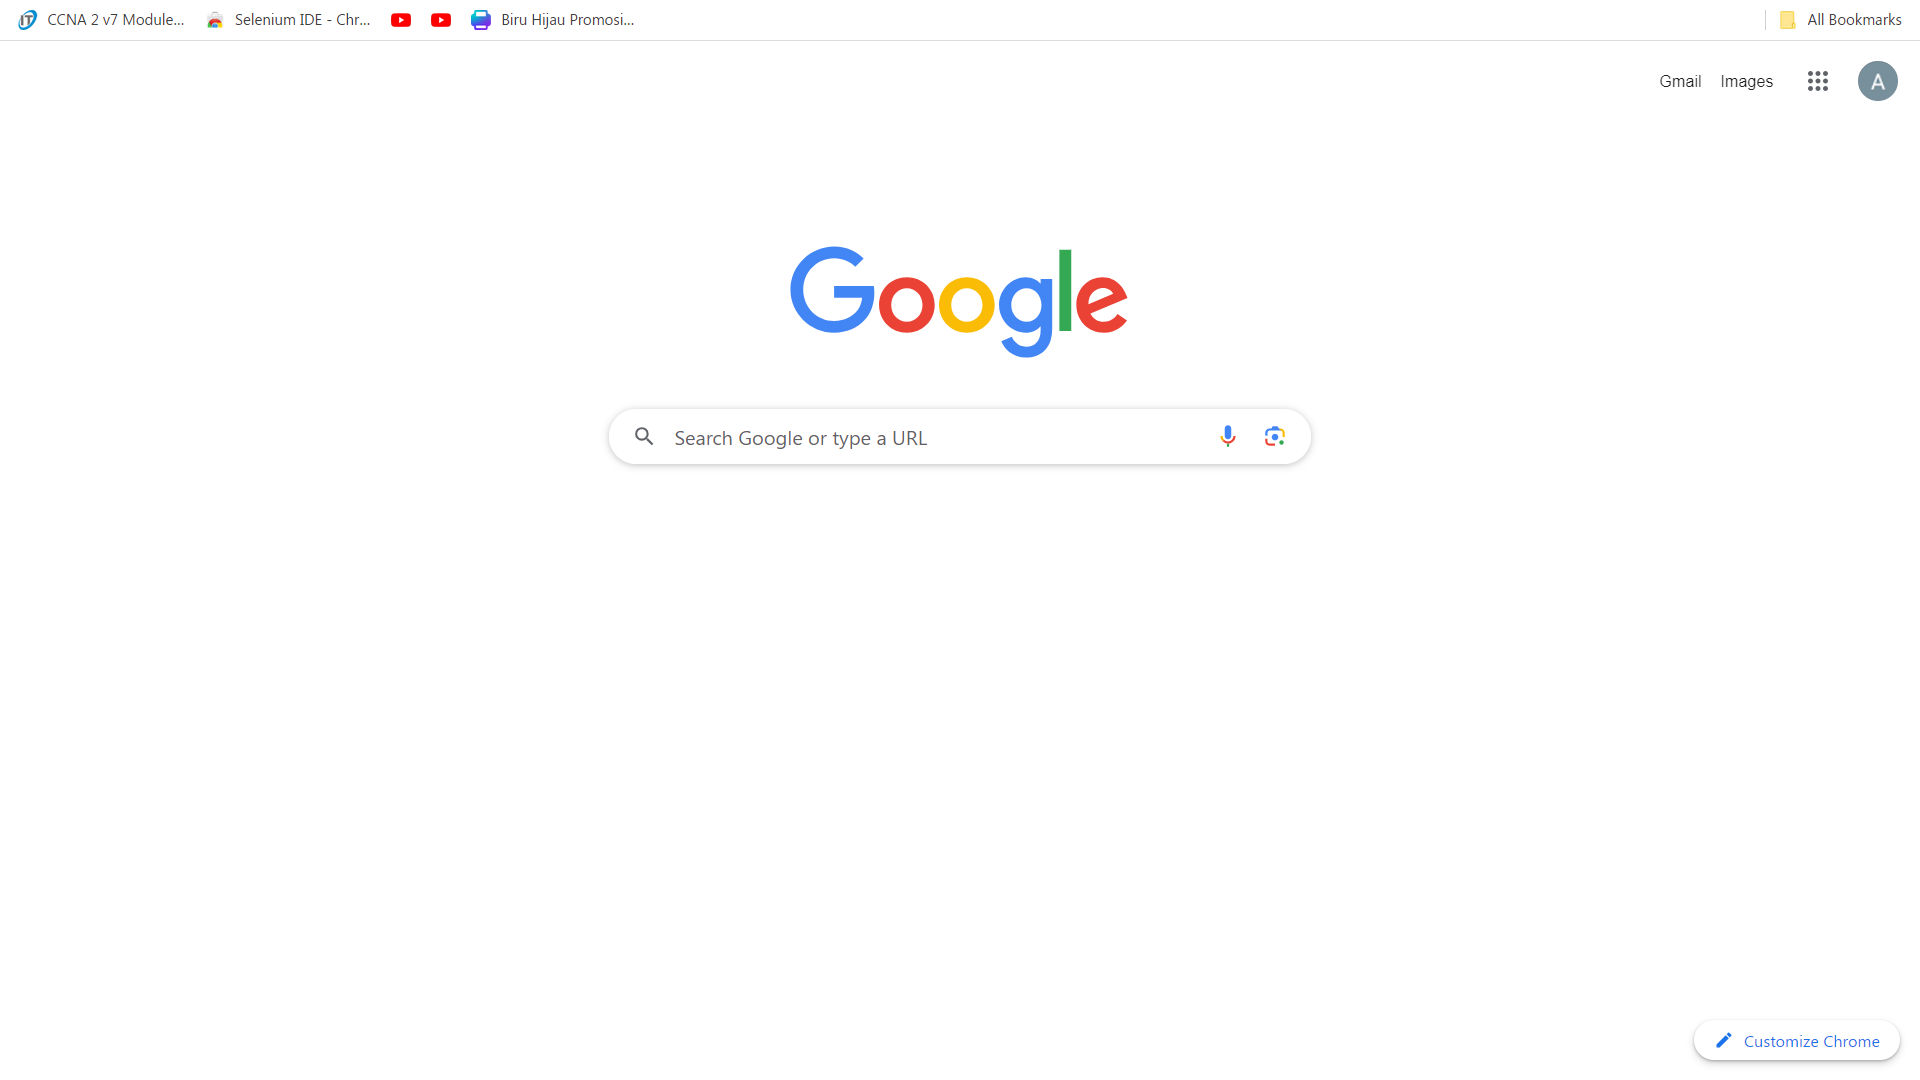 CCNA 2 v7 Module...
Selenium IDE - Chr...
Biru Hijau Promosi...
All Bookmarks
Gmail
Images
A
Google
Search Google or type a URL
Customize Chrome